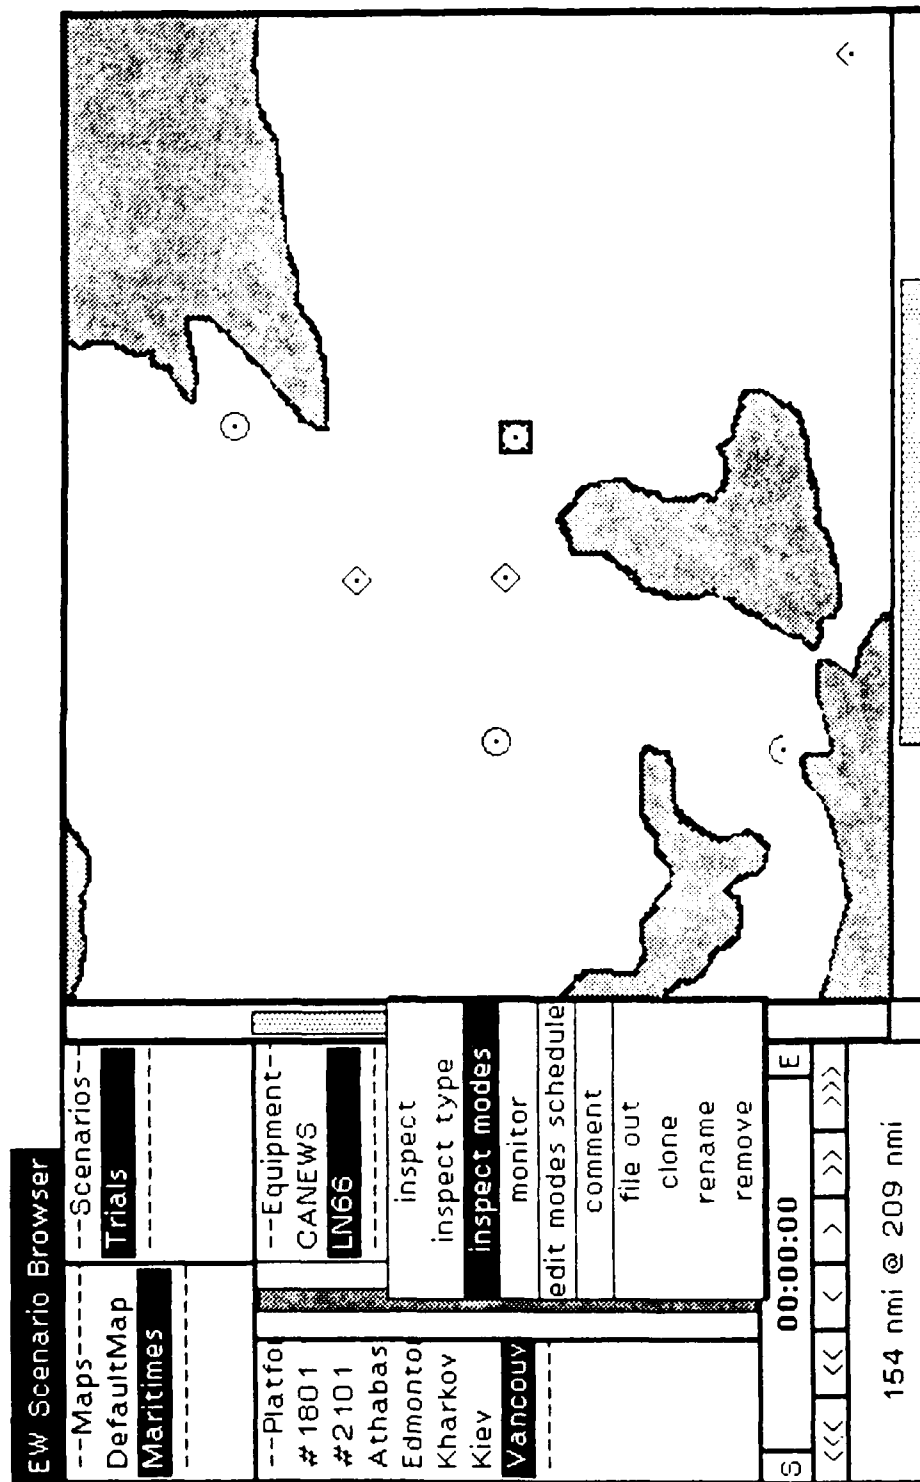 EW Scenario Browser
--Maps------
DefaultMap
Maritimes
------------
--Scenarios--
Trials
------------
--Platfo
#1801
#2101
Athabas
Edmonto
Kharkov
Kiev
Vancouv
------------
--Equipment--
CANEWS
LN66
------------
inspect
inspect type
inspect modes
monitor
edit modes schedule
comment
file out
clone
rename
remove
S 00:00:00 E
<<< << < > >> >>>
154 nmi @ 209 nmi